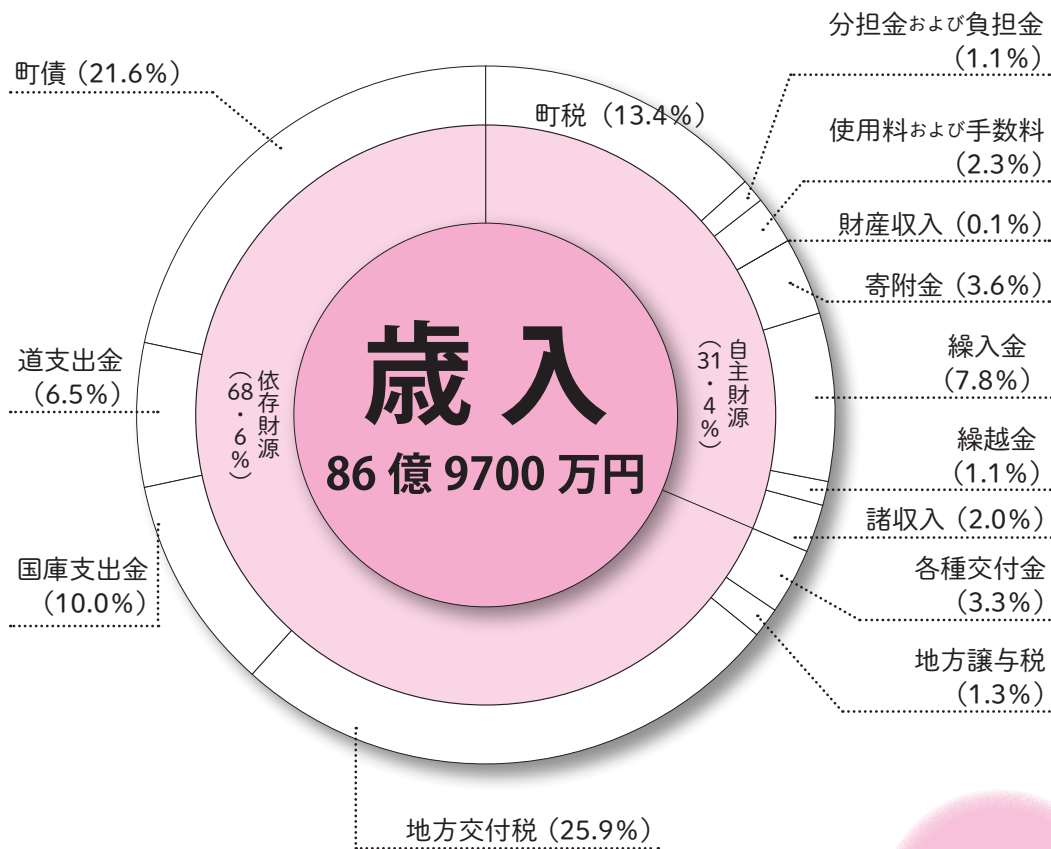 歳入
86億9700万円
自主財源
(31・4%)
依存財源
(68・6%)
町税(13.4%)
分担金および負担金
(1.1%)
使用料および手数料
(2.3%)
財産収入(0.1%)
寄附金(3.6%)
繰入金
(7.8%)
繰越金
(1.1%)
諸収入(2.0%)
各種交付金
(3.3%)
地方譲与税
(1.3%)
地方交付税(25.9%)
国庫支出金
(10.0%)
道支出金
(6.5%)
町債(21.6%)